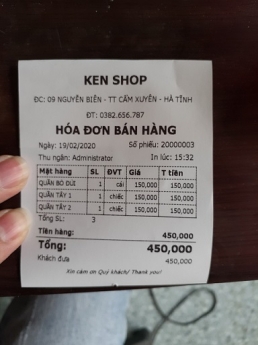 KEN SHOP
ĐC: 09 NGUYỄN BIÊN - TT CẨM XUYÊN - HÀ TĨNH
ĐT: 0382.656.787
HÓA ĐƠN BÁN HÀNG
Ngày: 19/02/2020 Số phiếu: 20000003
Thu ngân: Administrator In lúc: 15:32
Mặt hàng SL ĐVT Giá T tiền
QUẦN BÒ ĐÙI 1 cái 150,000 150,000
QUẦN TÂY 1 1 chiếc 150,000 150,000
QUẦN TÂY 2 1 chiếc 150,000 150,000
Tổng SL: 3
Tiền hàng: 450,000
Tổng: 450,000
Khách đưa 450,000
Xin cảm ơn Quý khách/ Thank you!